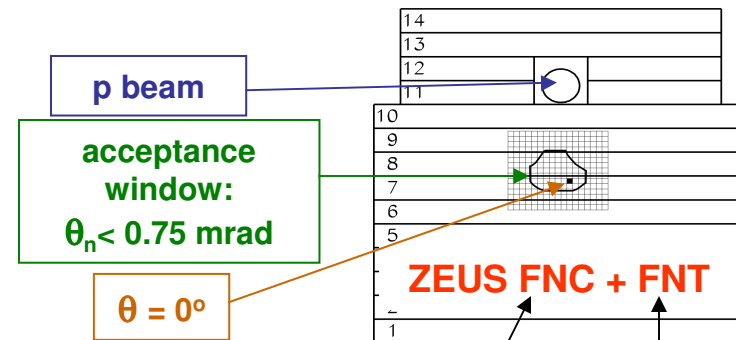 14
13
12
11
p beam
10
9
acceptance
window:
8
7
θn< 0.75 mrad
6
5
ZEUS FNC + FNT
θ = 0º
1